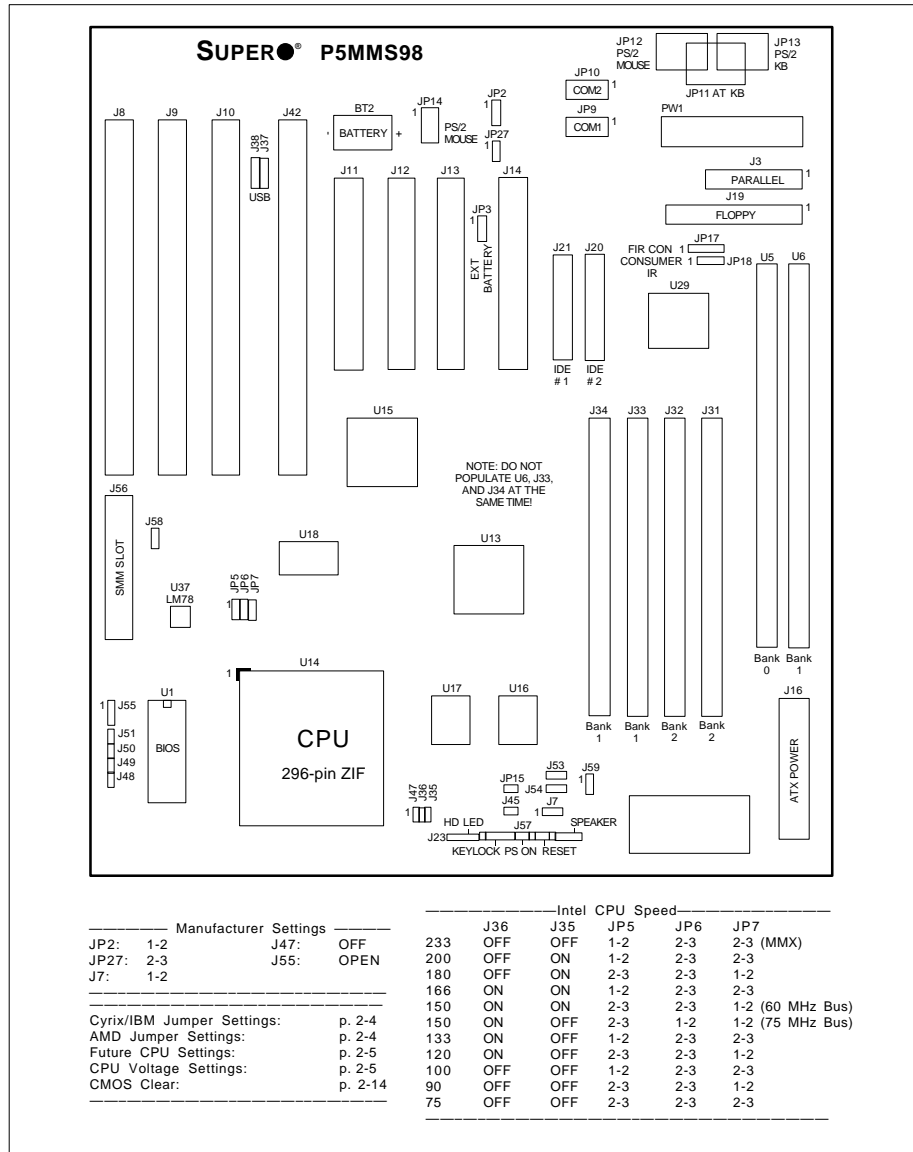 SUPER® P5MMS98
JP12
PS/2
MOUSE
JP13
PS/2
KB
JP11 AT KB
JP10
COM2
1
JP9
COM1
1
PW1
J8
J9
J10
J42
J38
J37
USB
BT2
- BATTERY +
JP14
1
PS/2
MOUSE
JP2
1
JP27
1
J3
PARALLEL
1
J19
FLOPPY
1
J11
J12
J13
J14
JP3
1
EXT
BATTERY
J21
J20
IDE
# 1
IDE
# 2
FIR CON 1
JP17
CONSUMER 1
IR
JP18
U29
U5
U6
U15
J34
J33
J32
J31
NOTE: DO NOT
POPULATE U6, J33,
AND J34 AT THE
SAME TIME!
J56
SMM SLOT
J58
U18
U13
U37
LM78
JP5
JP6
JP7
1
Bank
0
Bank
1
U14
1
CPU
296-pin ZIF
U17
U16
J16
ATX POWER
U1
BIOS
1
J55
J51
J50
J49
J48
Bank
1
Bank
1
Bank
2
Bank
2
J53
JP15
J54
J59
1
J47
J36
J35
1
J45
J7
1
HD LED
J57
SPEAKER
J23
KEYLOCK PS ON RESET
Manufacturer Settings
JP2: 1-2 J47: OFF
JP27: 2-3 J55: OPEN
J7: 1-2
Cyrix/IBM Jumper Settings: p. 2-4
AMD Jumper Settings: p. 2-4
Future CPU Settings: p. 2-5
CPU Voltage Settings: p. 2-5
CMOS Clear: p. 2-14
Intel CPU Speed
J36 J35 JP5 JP6 JP7
233 OFF OFF 1-2 2-3 2-3 (MMX)
200 OFF ON 1-2 2-3 2-3
180 OFF ON 2-3 2-3 1-2
166 ON ON 1-2 2-3 2-3
150 ON ON 2-3 2-3 1-2 (60 MHz Bus)
150 ON OFF 2-3 1-2 1-2 (75 MHz Bus)
133 ON OFF 1-2 2-3 2-3
120 ON OFF 2-3 2-3 1-2
100 OFF OFF 1-2 2-3 2-3
90 OFF OFF 2-3 2-3 1-2
75 OFF OFF 2-3 2-3 2-3